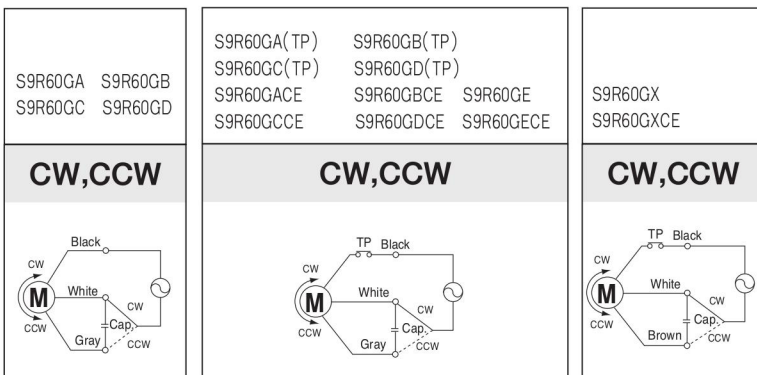 S9R60GA S9R60GB
S9R60GC S9R60GD
CW,CCW
Black
CW
M
White
CW
Cap.
CCW
Gray
CCW
S9R60GA(TP) S9R60GB(TP)
S9R60GC(TP) S9R60GD(TP)
S9R60GACE S9R60GBCE S9R60GE
S9R60GCCE S9R60GDCE S9R60GECE
CW,CCW
TP Black
CW
M
White
CW
Cap.
CCW
Gray
CCW
S9R60GX
S9R60GXCE
CW,CCW
TP Black
CW
M
White
CW
Cap.
CCW
Brown
CCW